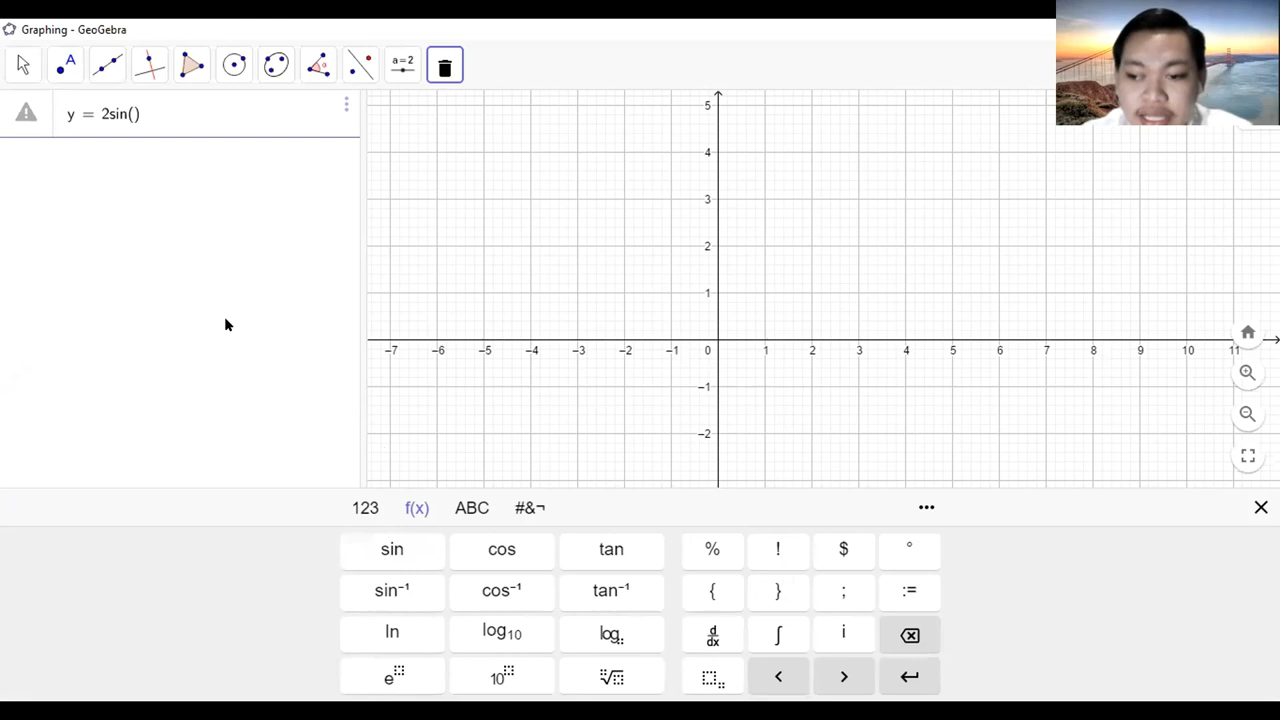 Graphing - GeoGebra
A
a=2
y = 2sin()
5
4
3
2
1
−7 −6 −5 −4 −3 −2 −1 0 1 2 3 4 5 6 7 8 9 10 11
−1
−2
123 f(x) ABC #&¬ •••
sin cos tan % ! $ °
sin⁻¹ cos⁻¹ tan⁻¹ { } ; :=
ln log₁₀ log d/dx ∫ i
e 10 √ < >